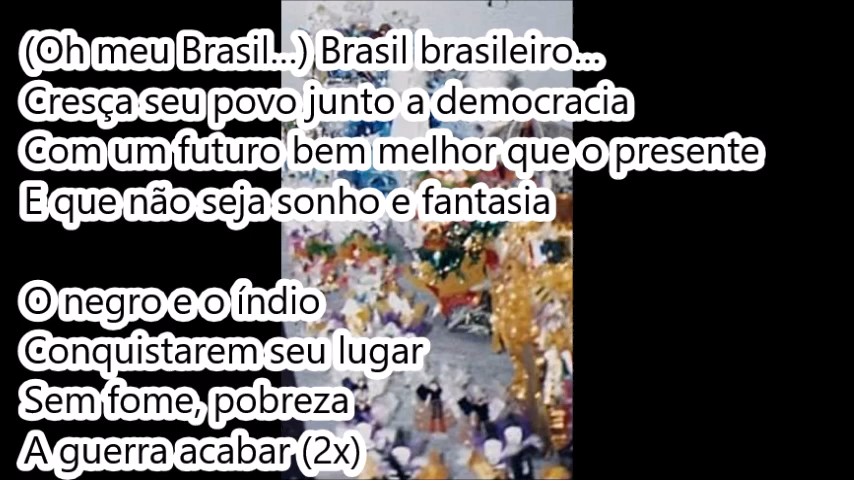 (Oh meu Brasil...) Brasil brasileiro...
Cresça seu povo junto a democracia
Com um futuro bem melhor que o presente
E que não seja sonho e fantasia
O negro e o índio
Conquistarem seu lugar
Sem fome, pobreza
A guerra acabar (2x)